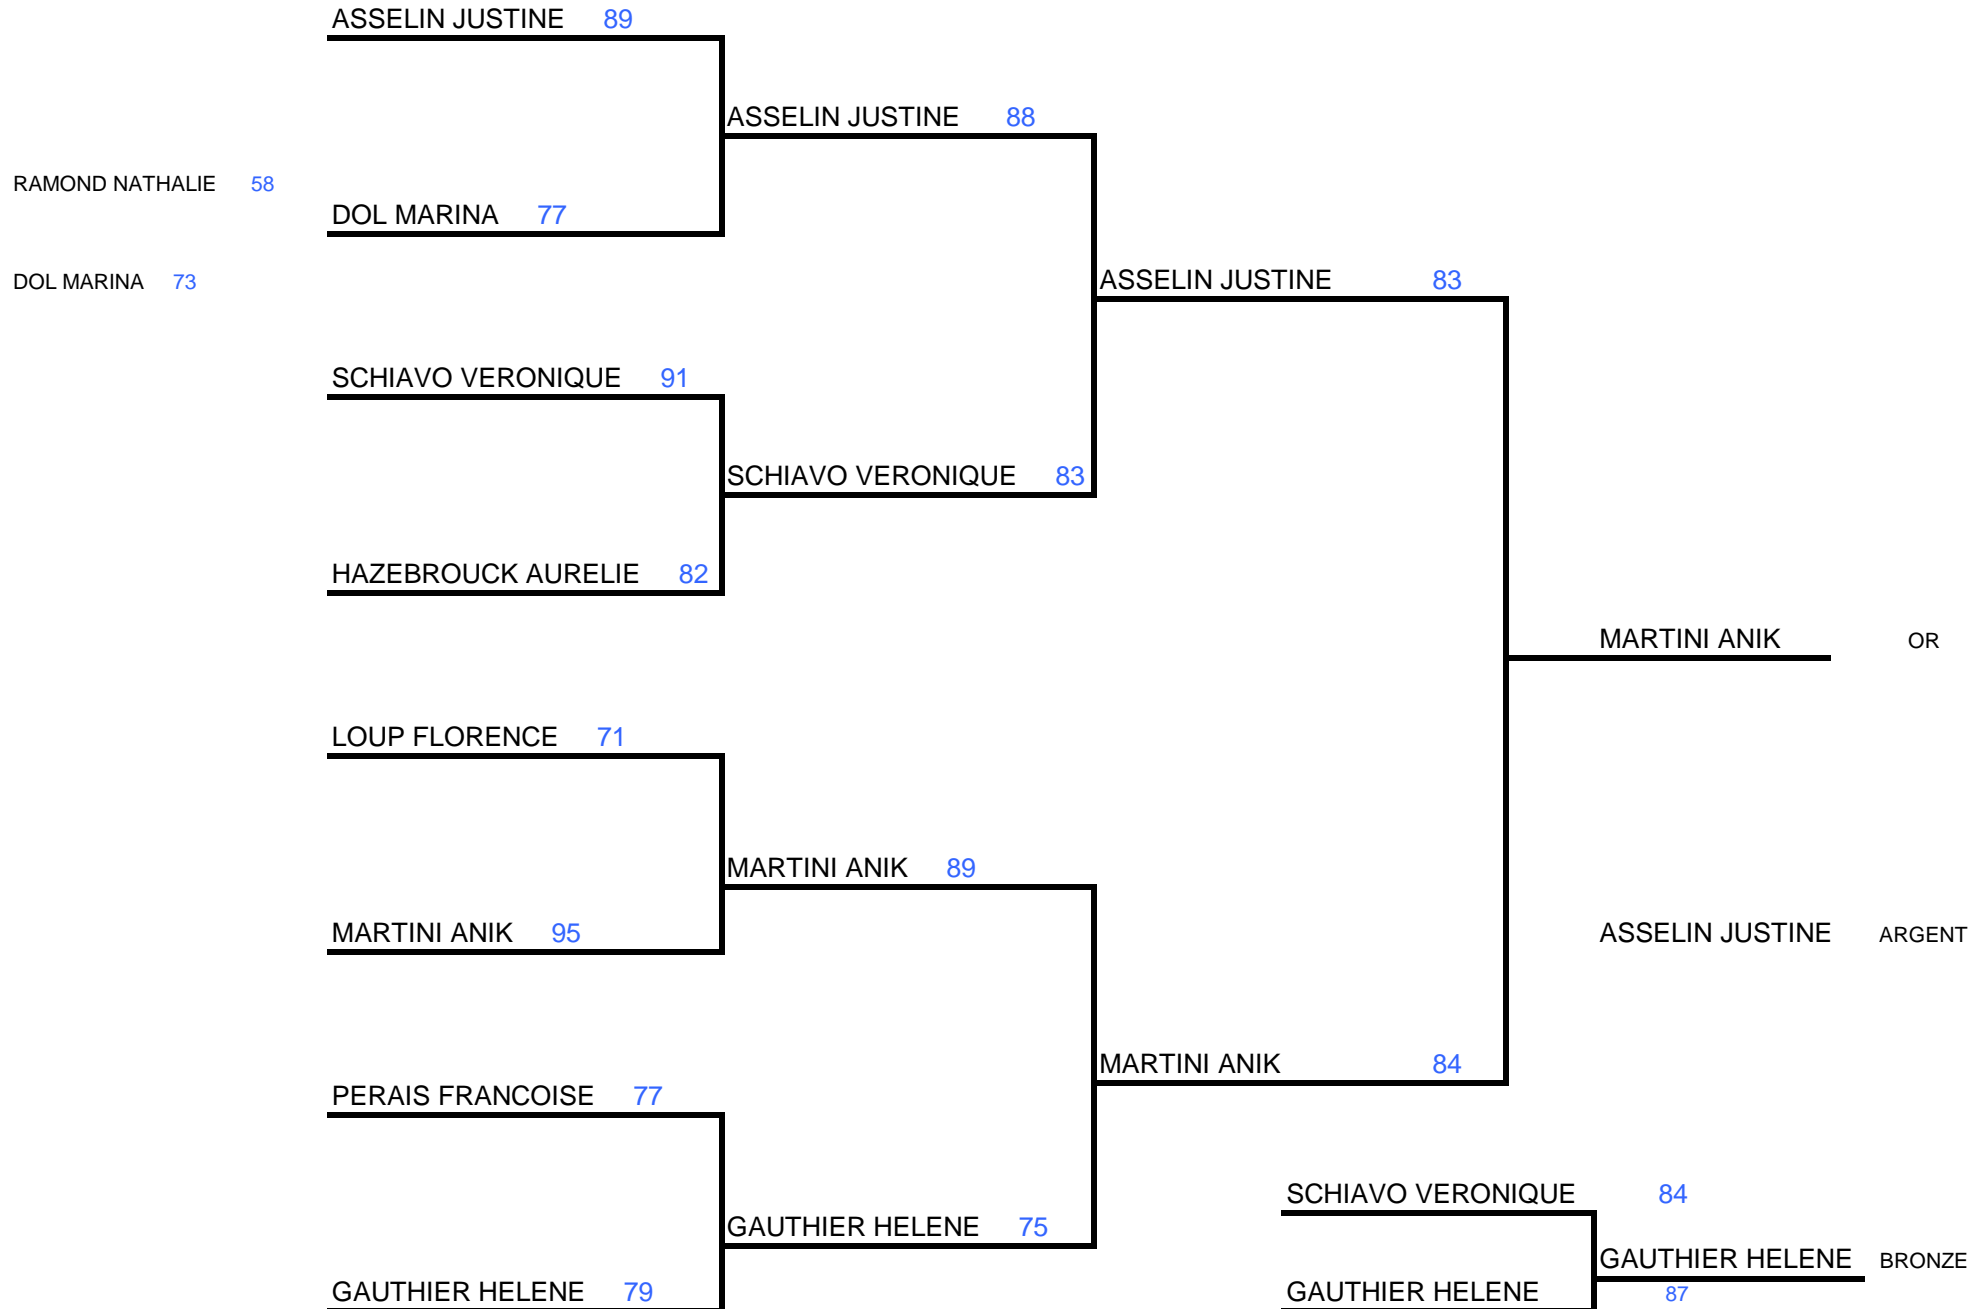 ASSELIN JUSTINE 89
ASSELIN JUSTINE 88
RAMOND NATHALIE 58
DOL MARINA 77
DOL MARINA 73
ASSELIN JUSTINE 83
SCHIAVO VERONIQUE 91
SCHIAVO VERONIQUE 83
HAZEBROUCK AURELIE 82
MARTINI ANIK OR
LOUP FLORENCE 71
MARTINI ANIK 89
MARTINI ANIK 95
ASSELIN JUSTINE ARGENT
MARTINI ANIK 84
PERAIS FRANCOISE 77
SCHIAVO VERONIQUE 84
GAUTHIER HELENE 75
GAUTHIER HELENE BRONZE
GAUTHIER HELENE 79
GAUTHIER HELENE 87